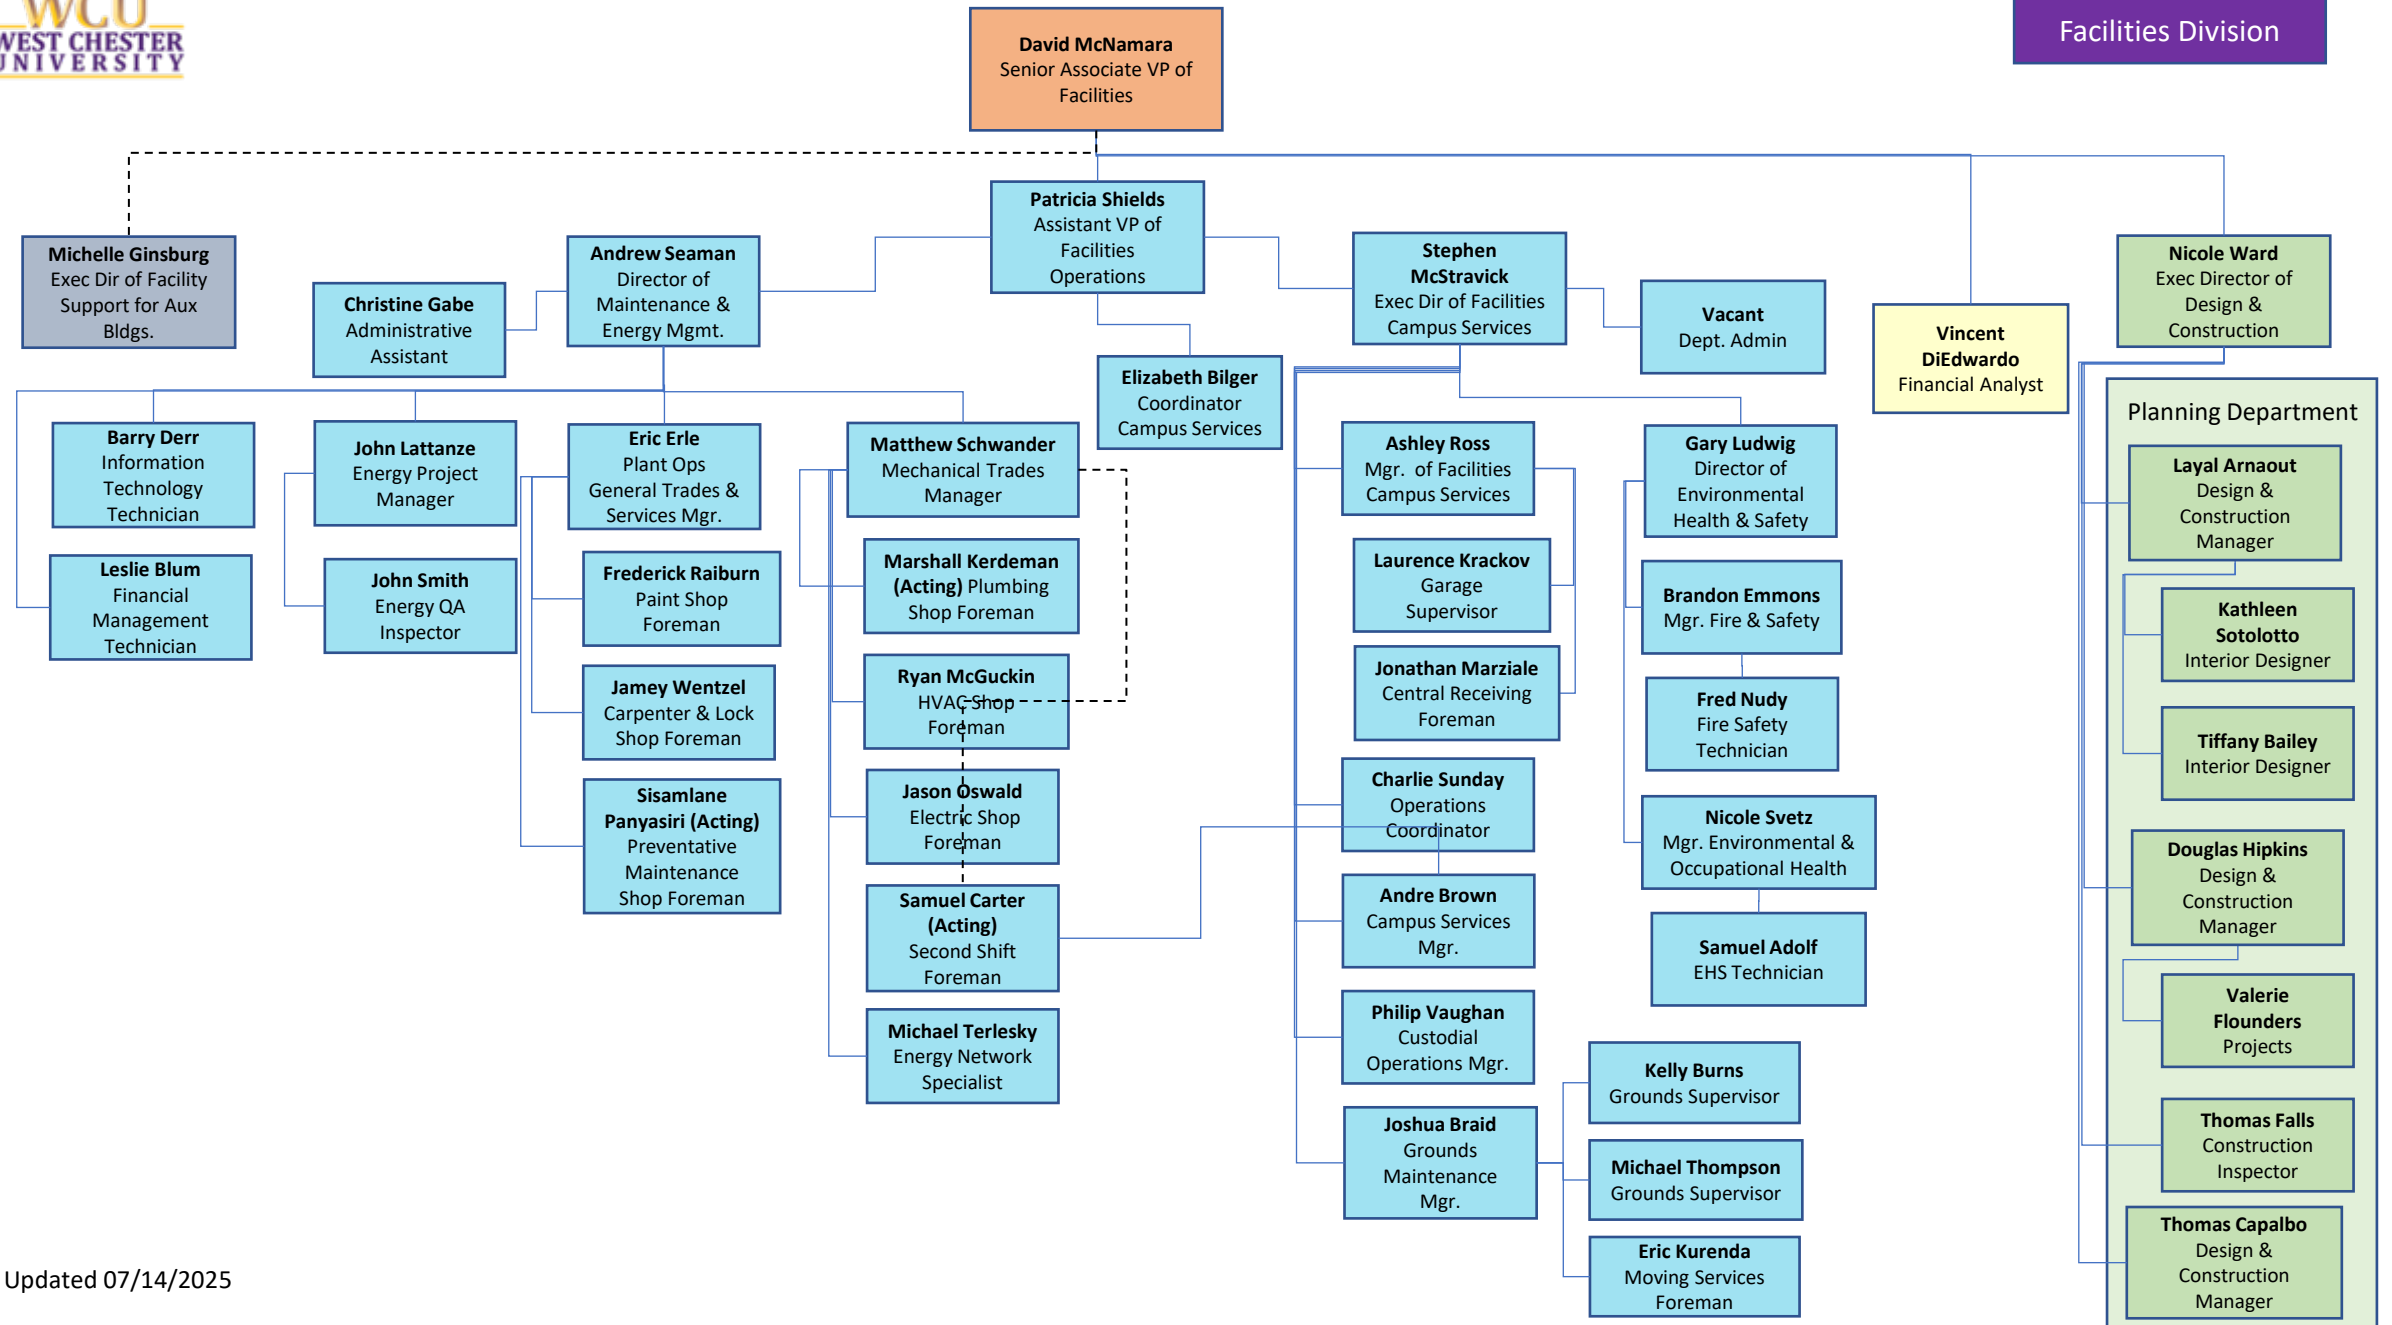 WCU
WEST CHESTER
UNIVERSITY
Facilities Division
David McNamara
Senior Associate VP of
Facilities
Patricia Shields
Assistant VP of
Facilities
Operations
Michelle Ginsburg
Exec Dir of Facility
Support for Aux
Bldgs.
Christine Gabe
Administrative
Assistant
Andrew Seaman
Director of
Maintenance &
Energy Mgmt.
Elizabeth Bilger
Coordinator
Campus Services
Stephen
McStravick
Exec Dir of Facilities
Campus Services
Vacant
Dept. Admin
Vincent
DiEdwardo
Financial Analyst
Nicole Ward
Exec Director of
Design &
Construction
Barry Derr
Information
Technology
Technician
Leslie Blum
Financial
Management
Technician
John Lattanze
Energy Project
Manager
John Smith
Energy QA
Inspector
Eric Erle
Plant Ops
General Trades &
Services Mgr.
Frederick Raiburn
Paint Shop
Foreman
Jamey Wentzel
Carpenter & Lock
Shop Foreman
Sisamlane
Panyasiri (Acting)
Preventative
Maintenance
Shop Foreman
Matthew Schwander
Mechanical Trades
Manager
Marshall Kerdeman
(Acting) Plumbing
Shop Foreman
Ryan McGuckin
HVAC Shop
Foreman
Jason Oswald
Electric Shop
Foreman
Samuel Carter
(Acting)
Second Shift
Foreman
Michael Terlesky
Energy Network
Specialist
Ashley Ross
Mgr. of Facilities
Campus Services
Laurence Krackov
Garage
Supervisor
Jonathan Marziale
Central Receiving
Foreman
Charlie Sunday
Operations
Coordinator
Andre Brown
Campus Services
Mgr.
Philip Vaughan
Custodial
Operations Mgr.
Joshua Braid
Grounds
Maintenance
Mgr.
Kelly Burns
Grounds Supervisor
Michael Thompson
Grounds Supervisor
Eric Kurenda
Moving Services
Foreman
Gary Ludwig
Director of
Environmental
Health & Safety
Brandon Emmons
Mgr. Fire & Safety
Fred Nudy
Fire Safety
Technician
Nicole Svetz
Mgr. Environmental &
Occupational Health
Samuel Adolf
EHS Technician
Planning Department
Layal Arnaout
Design &
Construction
Manager
Kathleen
Sotolotto
Interior Designer
Tiffany Bailey
Interior Designer
Douglas Hipkins
Design &
Construction
Manager
Valerie
Flounders
Projects
Thomas Falls
Construction
Inspector
Thomas Capalbo
Design &
Construction
Manager
Updated 07/14/2025